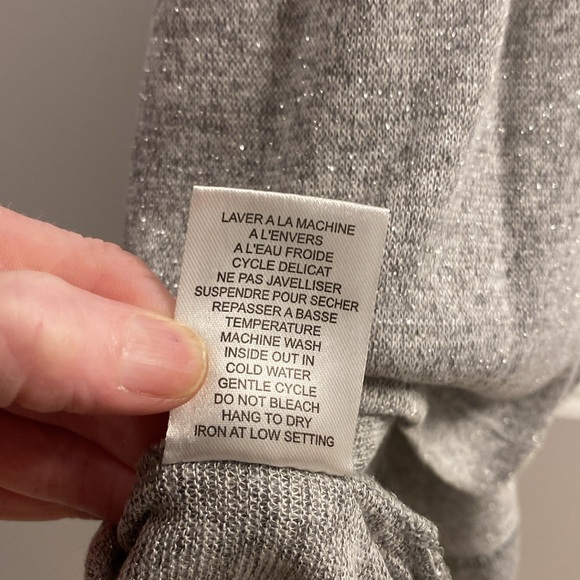 LAVER A LA MACHINE
A L'ENVERS
A L'EAU FROIDE
CYCLE DELICAT
NE PAS JAVELLISER
SUSPENDRE POUR SECHER
REPASSER A BASSE
TEMPERATURE
MACHINE WASH
INSIDE OUT IN
COLD WATER
GENTLE CYCLE
DO NOT BLEACH
HANG TO DRY
IRON AT LOW SETTING